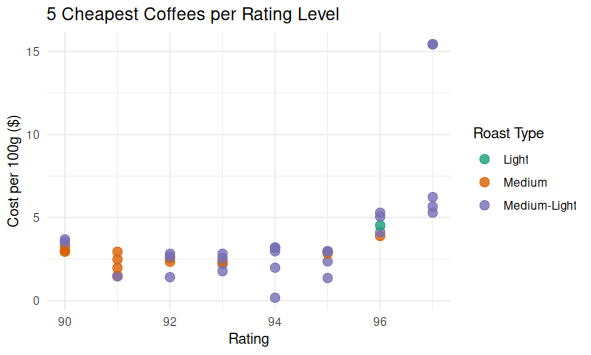 5 Cheapest Coffees per Rating Level
Cost per 100g ($)
15
10
5
0
90
92
94
96
Rating
Roast Type
Light
Medium
Medium-Light